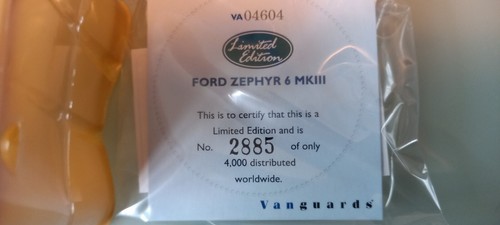 VA04604
Limited
Edition
FORD ZEPHYR 6 MKIII
This is to certify that this is a
Limited Edition and is
No. 2885 of only
4,000 distributed
worldwide.
Vanguards